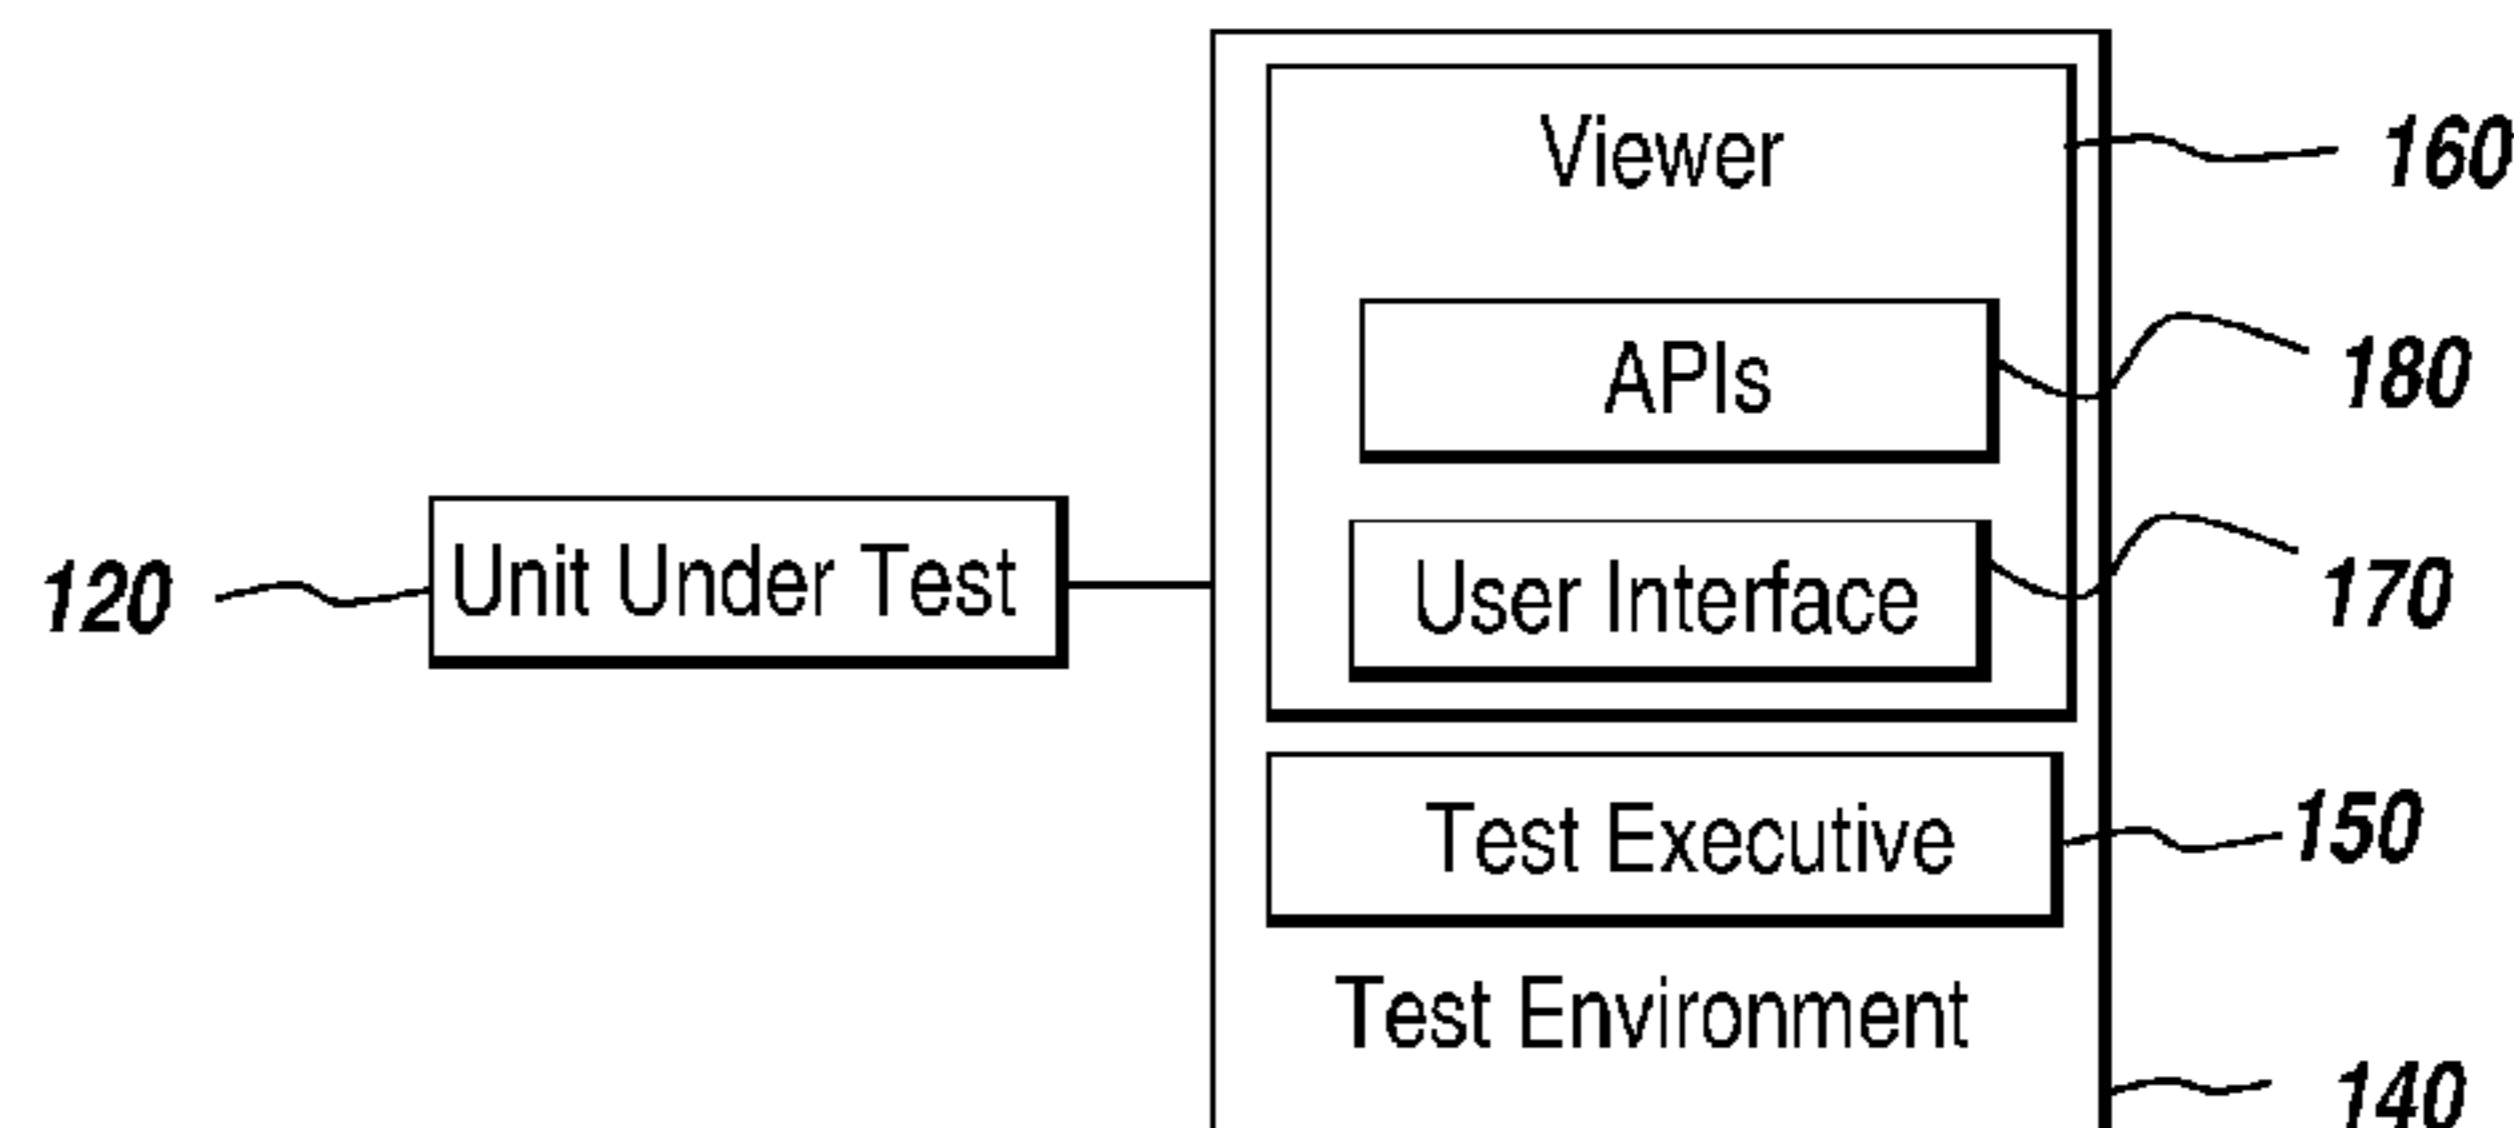 Viewer
160
APIs
180
Unit Under Test
120
User Interface
170
Test Executive
150
Test Environment
140